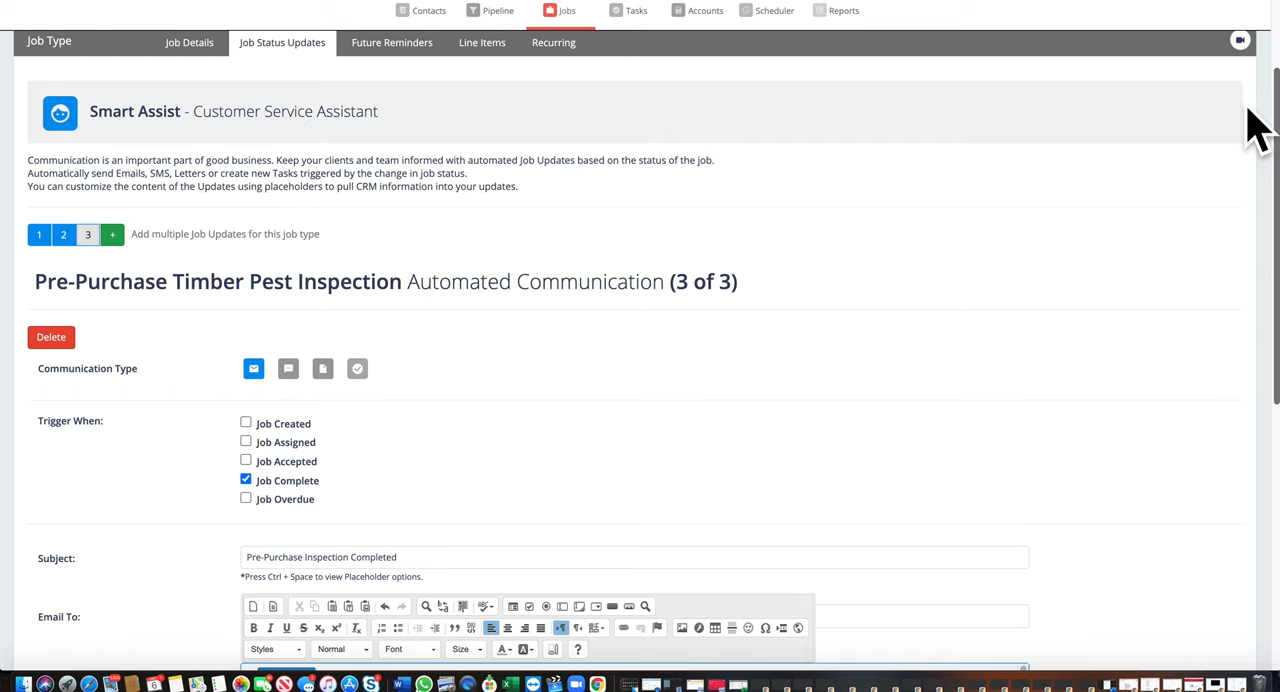 Contacts Pipeline Jobs Tasks Accounts Scheduler Reports
Job Type Job Details Job Status Updates Future Reminders Line Items Recurring
Smart Assist - Customer Service Assistant
Communication is an important part of good business. Keep your clients and team informed with automated Job Updates based on the status of the job.
Automatically send Emails, SMS, Letters or create new Tasks triggered by the change in job status.
You can customize the content of the Updates using placeholders to pull CRM information into your updates.
1 2 3 + Add multiple Job Updates for this job type
Pre-Purchase Timber Pest Inspection Automated Communication (3 of 3)
Delete
Communication Type
Trigger When:
Job Created
Job Assigned
Job Accepted
Job Complete
Job Overdue
Subject: Pre-Purchase Inspection Completed
*Press Ctrl + Space to view Placeholder options.
Email To:
Styles Normal Font Size